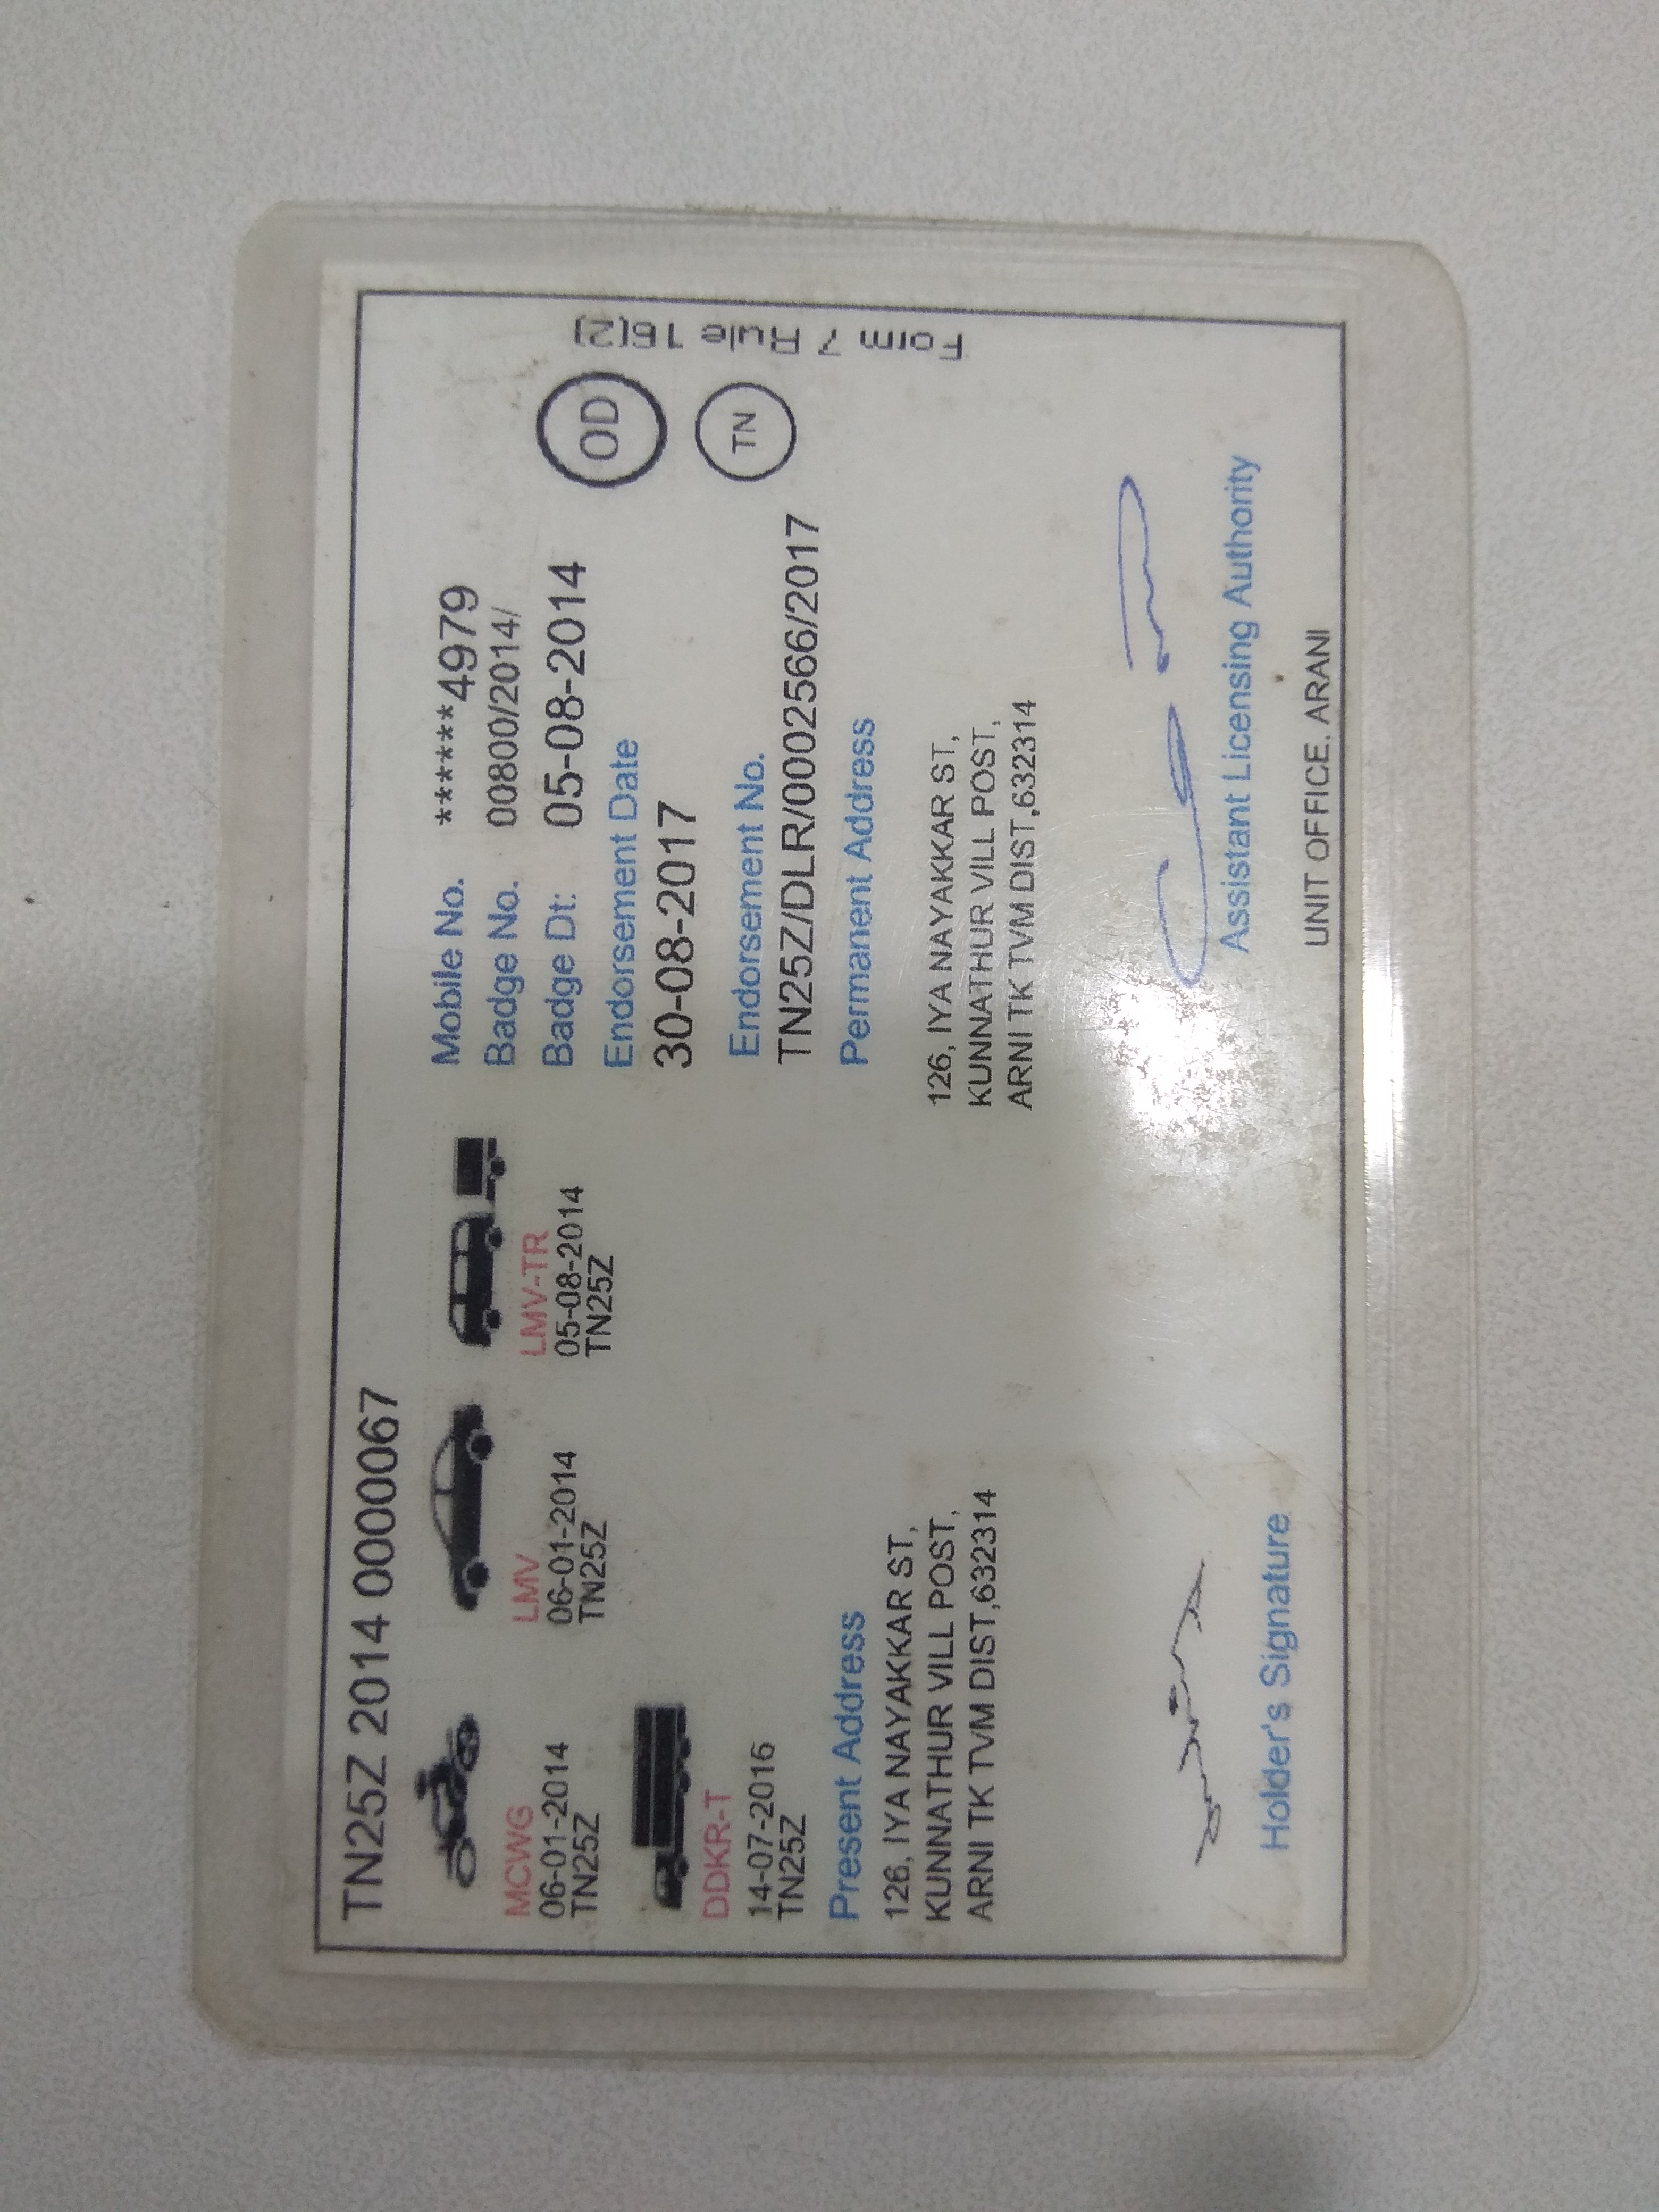 TN25Z 2014 0000067
MCWG
06-01-2014
TN25Z
LMV
06-01-2014
TN25Z
LMV-TR
05-08-2014
TN25Z
DDKR-T
14-07-2016
TN25Z
Mobile No. ******4979
Badge No. 00800/2014/
Badge Dt: 05-08-2014
Endorsement Date
30-08-2017
Endorsement No.
TN25Z/DLR/0002566/2017
OD
TN
Form 7 Rule 16(2)
Present Address
126, IYA NAYAKKAR ST,
KUNNATHUR VILL POST,
ARNI TK TVM DIST,632314
Permanent Address
126, IYA NAYAKKAR ST,
KUNNATHUR VILL POST,
ARNI TK TVM DIST,632314
Holder's Signature
Assistant Licensing Authority
UNIT OFFICE, ARANI